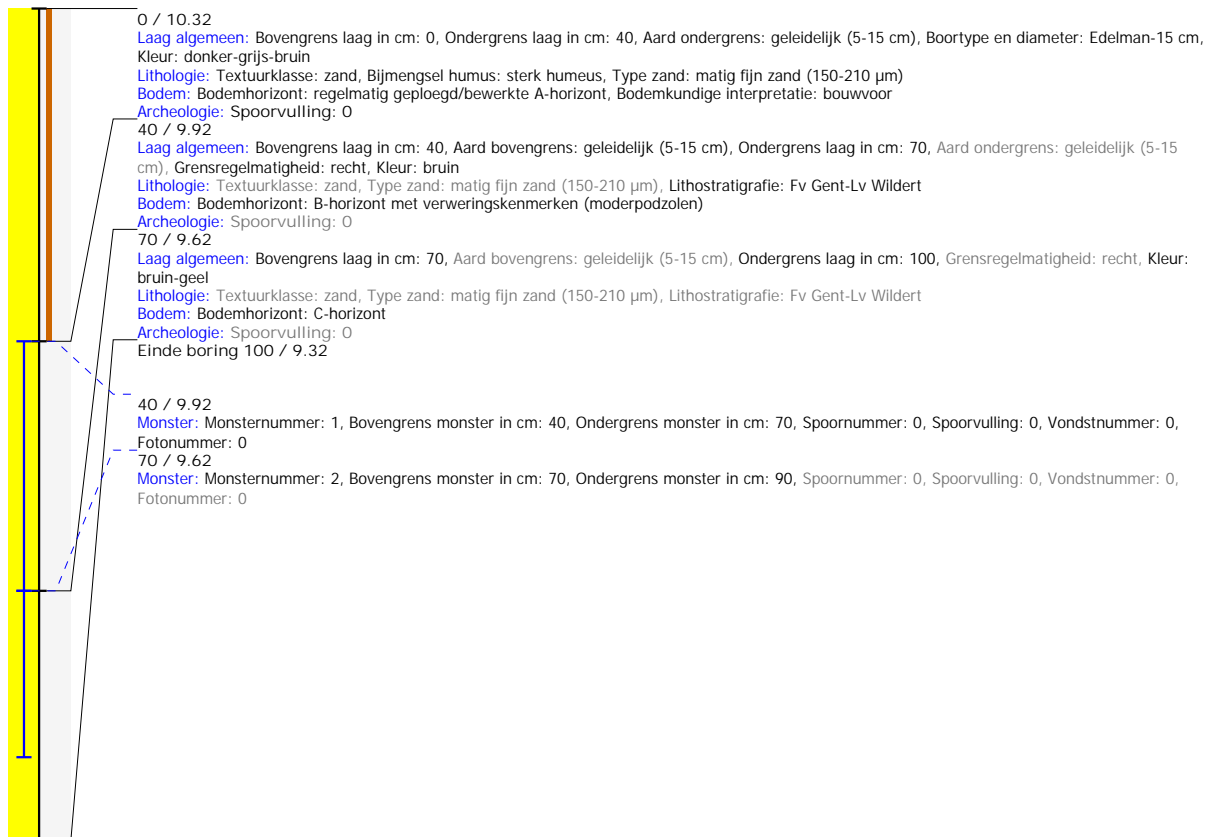 0 / 10.32
Laag algemeen: Bovengrens laag in cm: 0, Ondergrens laag in cm: 40, Aard ondergrens: geleidelijk (5-15 cm), Boortype en diameter: Edelman-15 cm,
Kleur: donker-grijs-bruin
Lithologie: Textuurklasse: zand, Bijmengsel humus: sterk humeus, Type zand: matig fijn zand (150-210 µm)
Bodem: Bodemhorizont: regelmatig geploegd/bewerkte A-horizont, Bodemkundige interpretatie: bouwvoor
Archeologie: Spoorvulling: 0
40 / 9.92
Laag algemeen: Bovengrens laag in cm: 40, Aard bovengrens: geleidelijk (5-15 cm), Ondergrens laag in cm: 70, Aard ondergrens: geleidelijk (5-15
cm), Grensregelmatigheid: recht, Kleur: bruin
Lithologie: Textuurklasse: zand, Type zand: matig fijn zand (150-210 µm), Lithostratigrafie: Fv Gent-Lv Wildert
Bodem: Bodemhorizont: B-horizont met verweringskenmerken (moderpodzolen)
Archeologie: Spoorvulling: 0
70 / 9.62
Laag algemeen: Bovengrens laag in cm: 70, Aard bovengrens: geleidelijk (5-15 cm), Ondergrens laag in cm: 100, Grensregelmatigheid: recht, Kleur:
bruin-geel
Lithologie: Textuurklasse: zand, Type zand: matig fijn zand (150-210 µm), Lithostratigrafie: Fv Gent-Lv Wildert
Bodem: Bodemhorizont: C-horizont
Archeologie: Spoorvulling: 0
Einde boring 100 / 9.32
40 / 9.92
Monster: Monsternummer: 1, Bovengrens monster in cm: 40, Ondergrens monster in cm: 70, Spoornummer: 0, Spoorvulling: 0, Vondstnummer: 0,
Fotonummer: 0
70 / 9.62
Monster: Monsternummer: 2, Bovengrens monster in cm: 70, Ondergrens monster in cm: 90, Spoornummer: 0, Spoorvulling: 0, Vondstnummer: 0,
Fotonummer: 0